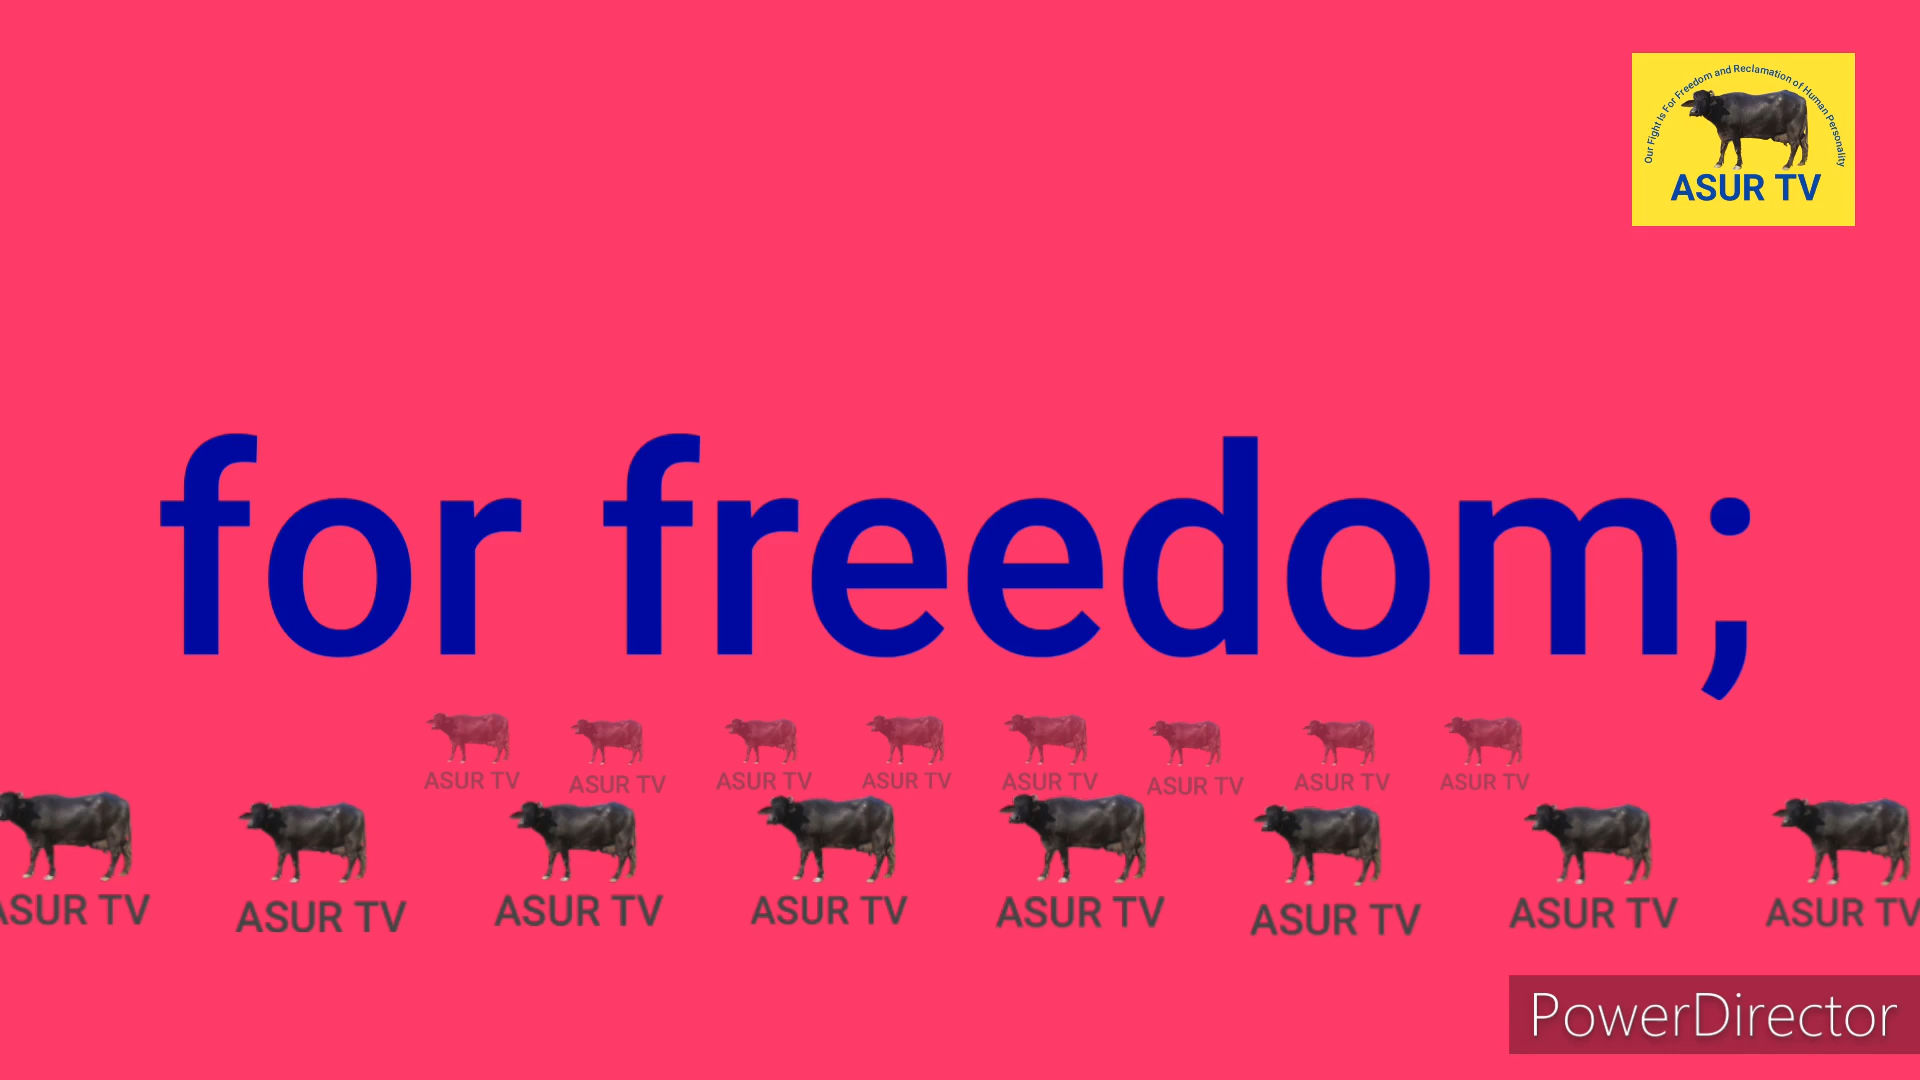 Our Fight Is For Freedom and Reclamation of Human Personality
ASUR TV
for freedom;
ASUR TV ASUR TV ASUR TV ASUR TV ASUR TV ASUR TV ASUR TV ASUR TV
ASUR TV ASUR TV ASUR TV ASUR TV ASUR TV ASUR TV ASUR TV ASUR TV
PowerDirector